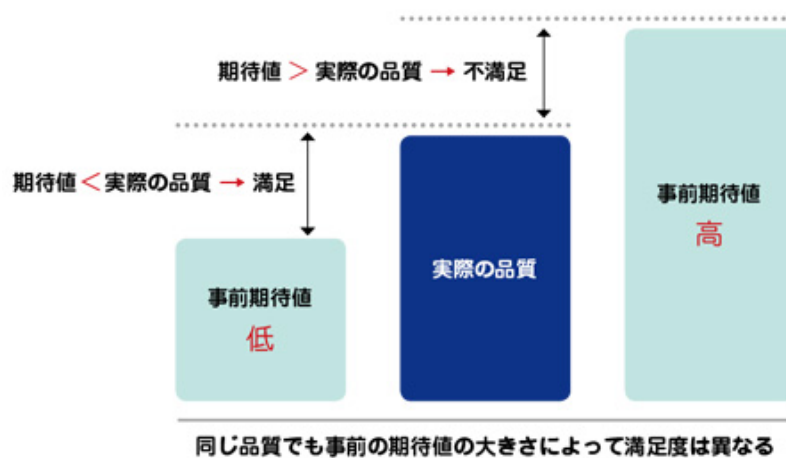 期待値 > 実際の品質 → 不満足
期待値 < 実際の品質 → 満足
事前期待値
低
実際の品質
事前期待値
高
同じ品質でも事前の期待値の大きさによって満足度は異なる